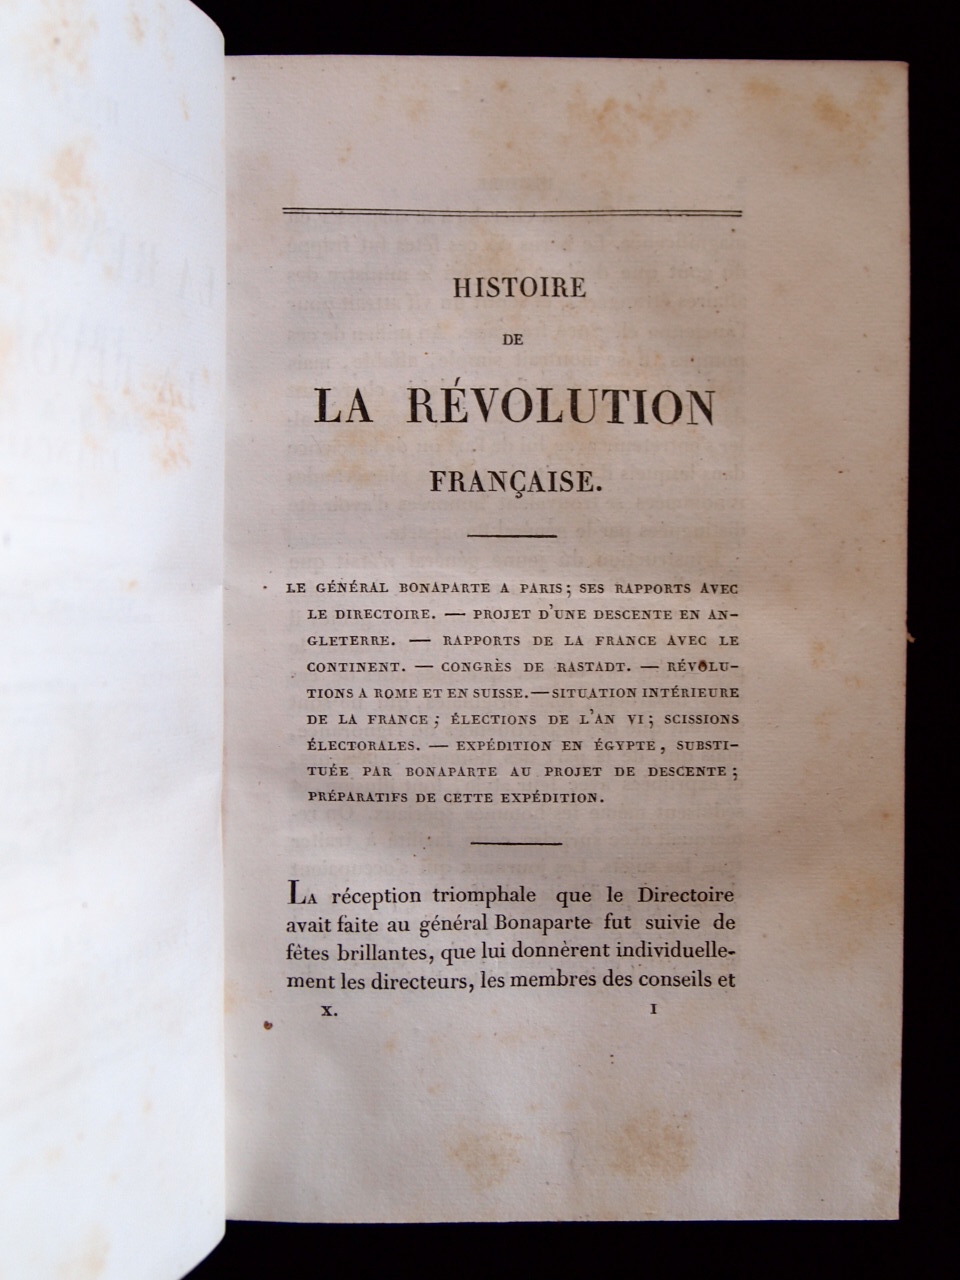 HISTOIRE
DE
LA RÉVOLUTION
FRANÇAISE.
LE GÉNÉRAL BONAPARTE A PARIS; SES RAPPORTS AVEC
LE DIRECTOIRE. — PROJET D'UNE DESCENTE EN AN-
GLETERRE. — RAPPORTS DE LA FRANCE AVEC LE
CONTINENT. — CONGRÈS DE RASTADT. — RÉVOLU-
TIONS A ROME ET EN SUISSE. — SITUATION INTÉRIEURE
DE LA FRANCE; ÉLECTIONS DE L'AN VI; SCISSIONS
ÉLECTORALES. — EXPÉDITION EN ÉGYPTE, SUBSTI-
TUÉE PAR BONAPARTE AU PROJET DE DESCENTE;
PRÉPARATIFS DE CETTE EXPÉDITION.
LA réception triomphale que le Directoire
avait faite au général Bonaparte fut suivie de
fêtes brillantes, que lui donnèrent individuelle-
ment les directeurs, les membres des conseils et
X. 1